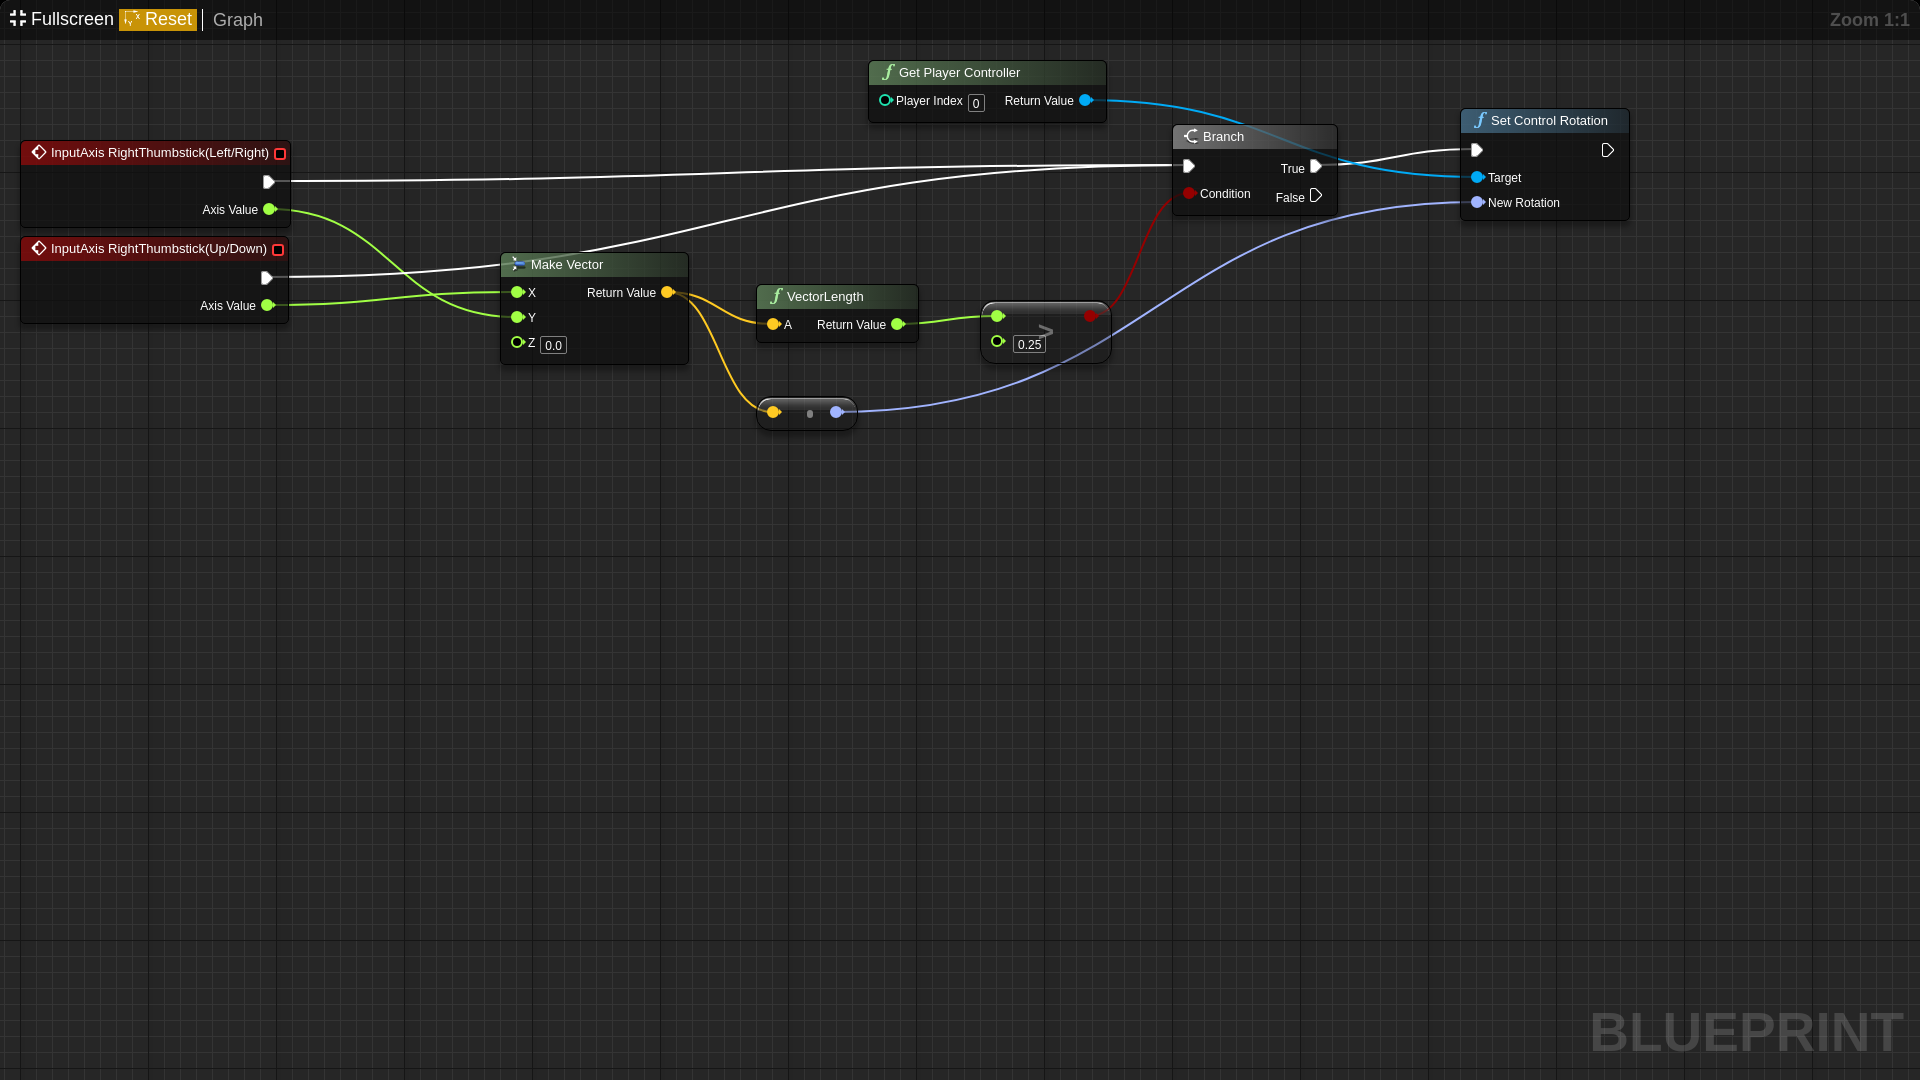 Fullscreen Reset Graph Zoom 1:1
Get Player Controller
Player Index 0 Return Value
Set Control Rotation
Target
New Rotation
Branch
True
Condition
False
InputAxis RightThumbstick(Left/Right)
Axis Value
InputAxis RightThumbstick(Up/Down)
Axis Value
Make Vector
X Return Value
Y
Z 0.0
VectorLength
A Return Value
>
0.25
BLUEPRINT